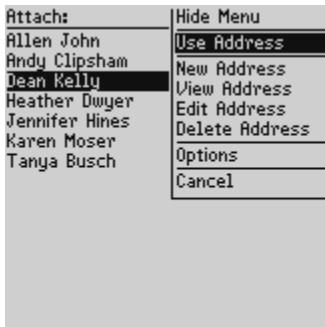 Attach:
Allen John
Andy Clipsham
Dean Kelly
Heather Dwyer
Jennifer Hines
Karen Moser
Tanya Busch
Hide Menu
Use Address
New Address
View Address
Edit Address
Delete Address
Options
Cancel